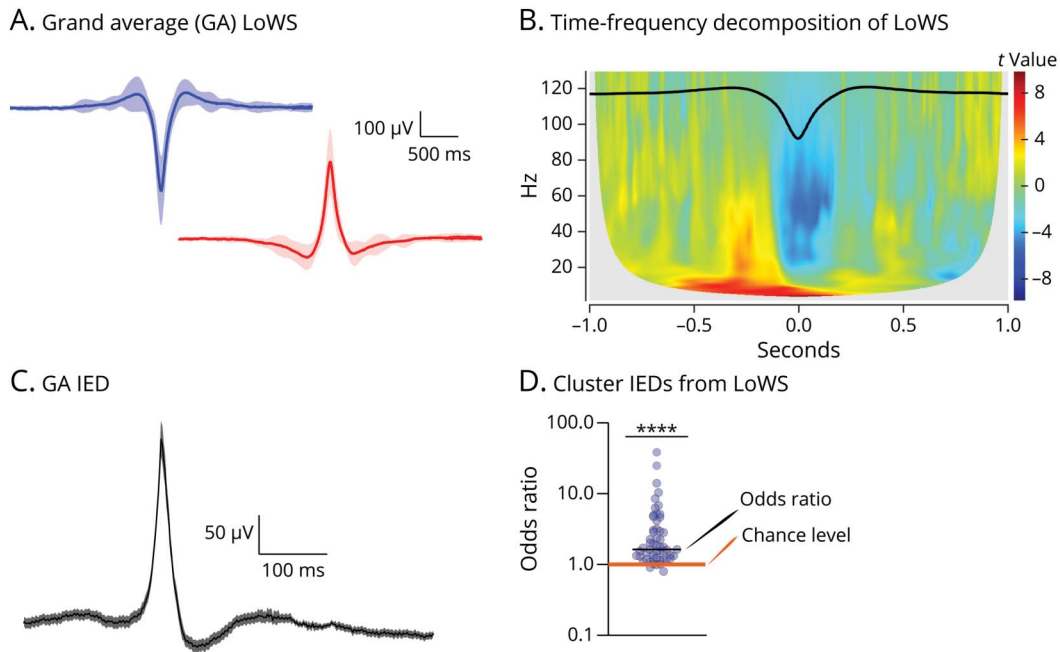 A. Grand average (GA) LoWS
100 µV
500 ms
B. Time-frequency decomposition of LoWS
t Value
Hz
120
100
80
60
40
20
8
4
0
−4
−8
−1.0
−0.5
0.0
0.5
1.0
Seconds
C. GA IED
50 µV
100 ms
D. Cluster IEDs from LoWS
Odds ratio
100.0
10.0
1.0
0.1
****
Odds ratio
Chance level